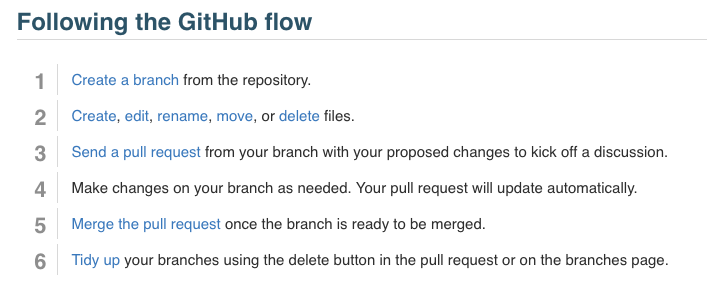 Following the GitHub flow
1 Create a branch from the repository.
2 Create, edit, rename, move, or delete files.
3 Send a pull request from your branch with your proposed changes to kick off a discussion.
4 Make changes on your branch as needed. Your pull request will update automatically.
5 Merge the pull request once the branch is ready to be merged.
6 Tidy up your branches using the delete button in the pull request or on the branches page.